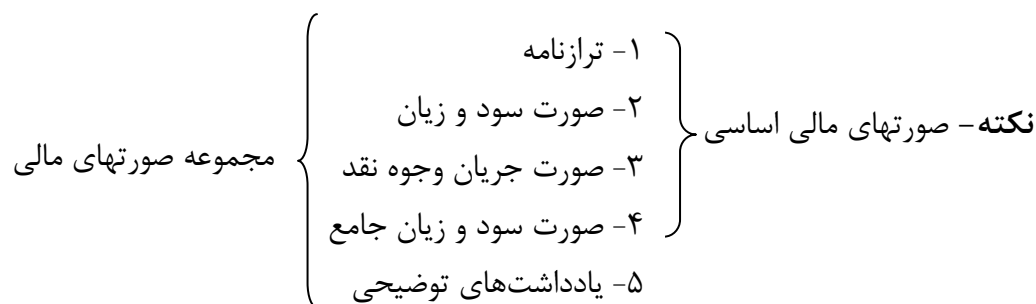 نکته- صورتهای مالی اساسی
۱- ترازنامه
۲- صورت سود و زیان
۳- صورت جریان وجوه نقد
۴- صورت سود و زیان جامع
۵- یادداشت‌های توضیحی
مجموعه صورتهای مالی